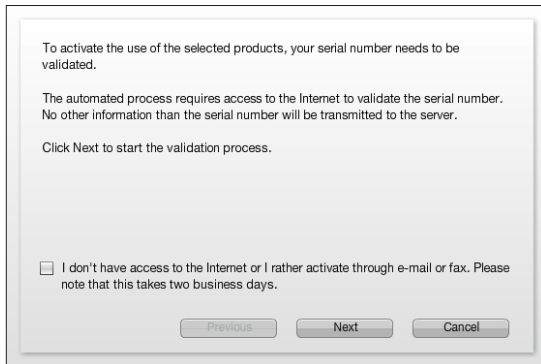 To activate the use of the selected products, your serial number needs to be
validated.
The automated process requires access to the Internet to validate the serial number.
No other information than the serial number will be transmitted to the server.
Click Next to start the validation process.
I don't have access to the Internet or I rather activate through e-mail or fax. Please
note that this takes two business days.
Previous Next Cancel